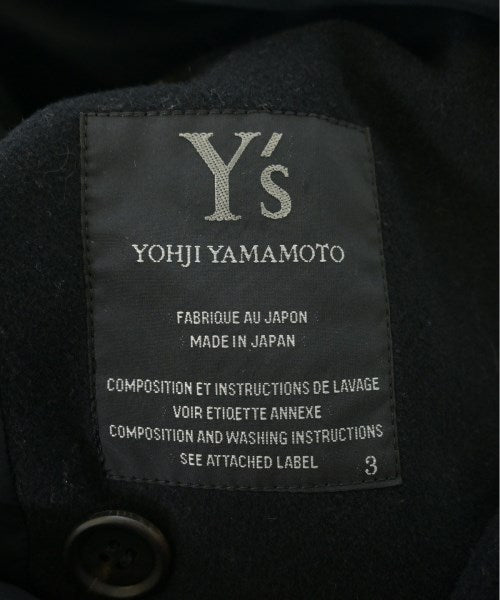 Y's
YOHJI YAMAMOTO
FABRIQUE AU JAPON
MADE IN JAPAN
COMPOSITION ET INSTRUCTIONS DE LAVAGE
VOIR ETIQETTE ANNEXE
COMPOSITION AND WASHING INSTRUCTIONS
SEE ATTACHED LABEL 3